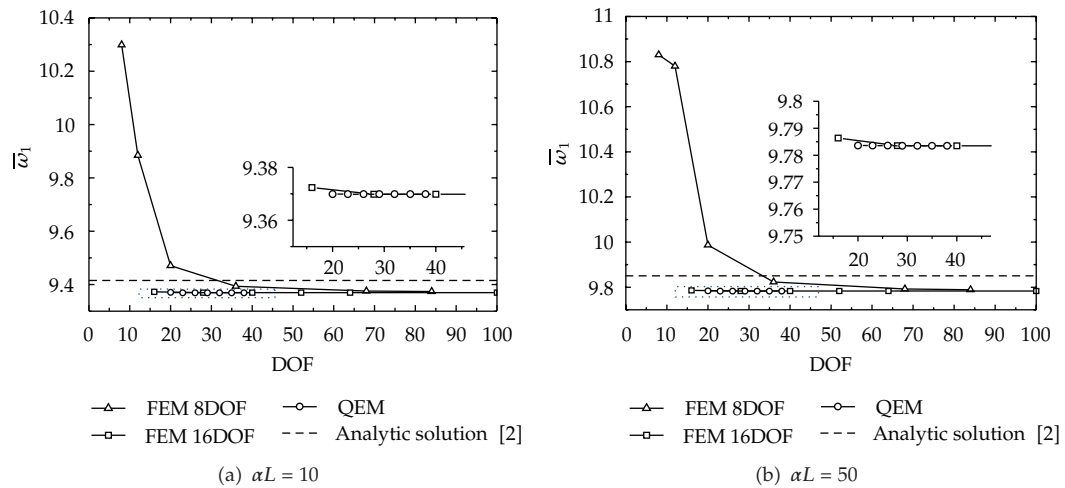 10.4
10.2
10
9.8
9.6
9.4
ω̅₁
9.38
9.36
20 30 40
0 10 20 30 40 50 60 70 80 90 100
DOF
FEM 8DOF
QEM
FEM 16DOF
Analytic solution [2]
(a) αL = 10
11
10.8
10.6
10.4
10.2
10
9.8
ω̅₁
9.8
9.79
9.78
9.77
9.76
9.75
20 30 40
0 10 20 30 40 50 60 70 80 90 100
DOF
FEM 8DOF
QEM
FEM 16DOF
Analytic solution [2]
(b) αL = 50